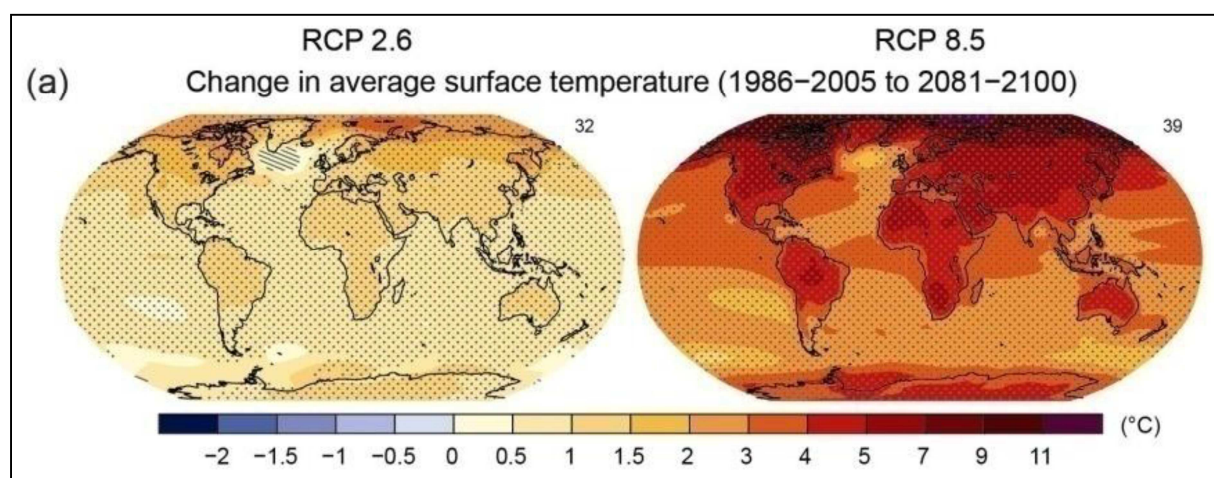 RCP 2.6 RCP 8.5
(a) Change in average surface temperature (1986−2005 to 2081−2100)
32 39
(°C)
−2 −1.5 −1 −0.5 0 0.5 1 1.5 2 3 4 5 7 9 11